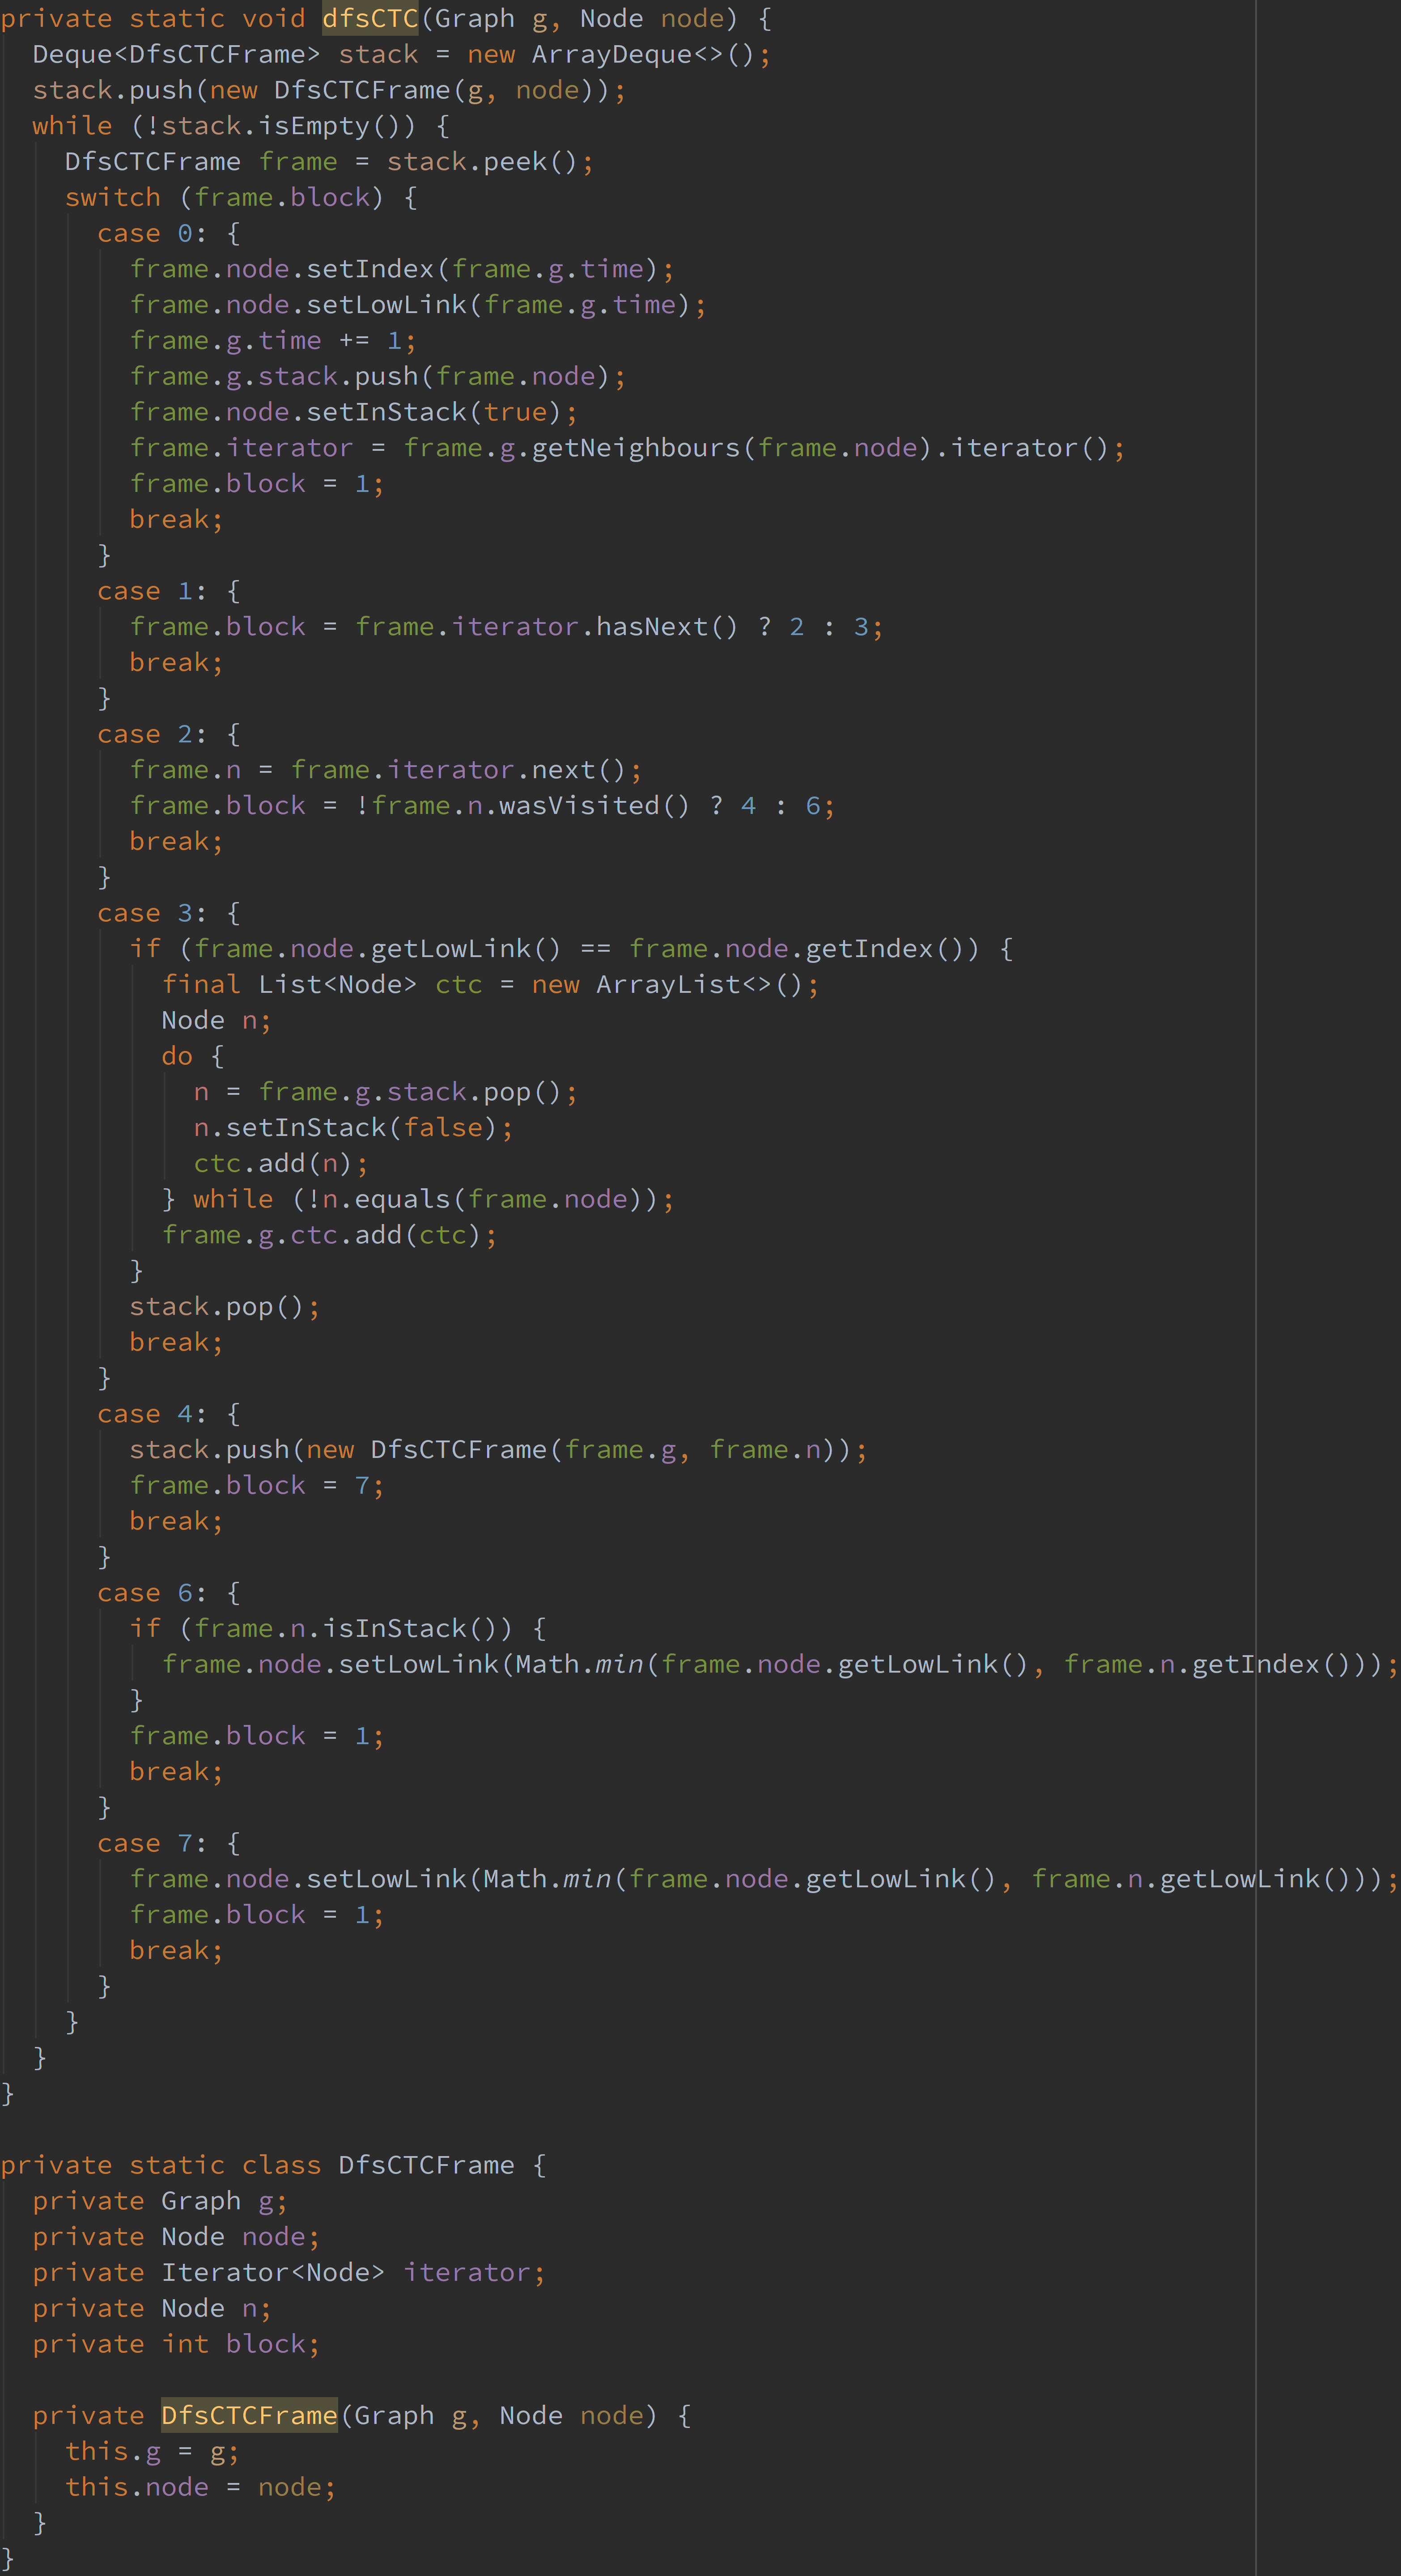 private static void dfsCTC(Graph g, Node node) {
  Deque<DfsCTCFrame> stack = new ArrayDeque<>();
  stack.push(new DfsCTCFrame(g, node));
  while (!stack.isEmpty()) {
    DfsCTCFrame frame = stack.peek();
    switch (frame.block) {
      case 0: {
        frame.node.setIndex(frame.g.time);
        frame.node.setLowLink(frame.g.time);
        frame.g.time += 1;
        frame.g.stack.push(frame.node);
        frame.node.setInStack(true);
        frame.iterator = frame.g.getNeighbours(frame.node).iterator();
        frame.block = 1;
        break;
      }
      case 1: {
        frame.block = frame.iterator.hasNext() ? 2 : 3;
        break;
      }
      case 2: {
        frame.n = frame.iterator.next();
        frame.block = !frame.n.wasVisited() ? 4 : 6;
        break;
      }
      case 3: {
        if (frame.node.getLowLink() == frame.node.getIndex()) {
          final List<Node> ctc = new ArrayList<>();
          Node n;
          do {
            n = frame.g.stack.pop();
            n.setInStack(false);
            ctc.add(n);
          } while (!n.equals(frame.node));
          frame.g.ctc.add(ctc);
        }
        stack.pop();
        break;
      }
      case 4: {
        stack.push(new DfsCTCFrame(frame.g, frame.n));
        frame.block = 7;
        break;
      }
      case 6: {
        if (frame.n.isInStack()) {
          frame.node.setLowLink(Math.min(frame.node.getLowLink(), frame.n.getIndex()));
        }
        frame.block = 1;
        break;
      }
      case 7: {
        frame.node.setLowLink(Math.min(frame.node.getLowLink(), frame.n.getLowLink()));
        frame.block = 1;
        break;
      }
    }
  }
}

private static class DfsCTCFrame {
  private Graph g;
  private Node node;
  private Iterator<Node> iterator;
  private Node n;
  private int block;

  private DfsCTCFrame(Graph g, Node node) {
    this.g = g;
    this.node = node;
  }
}